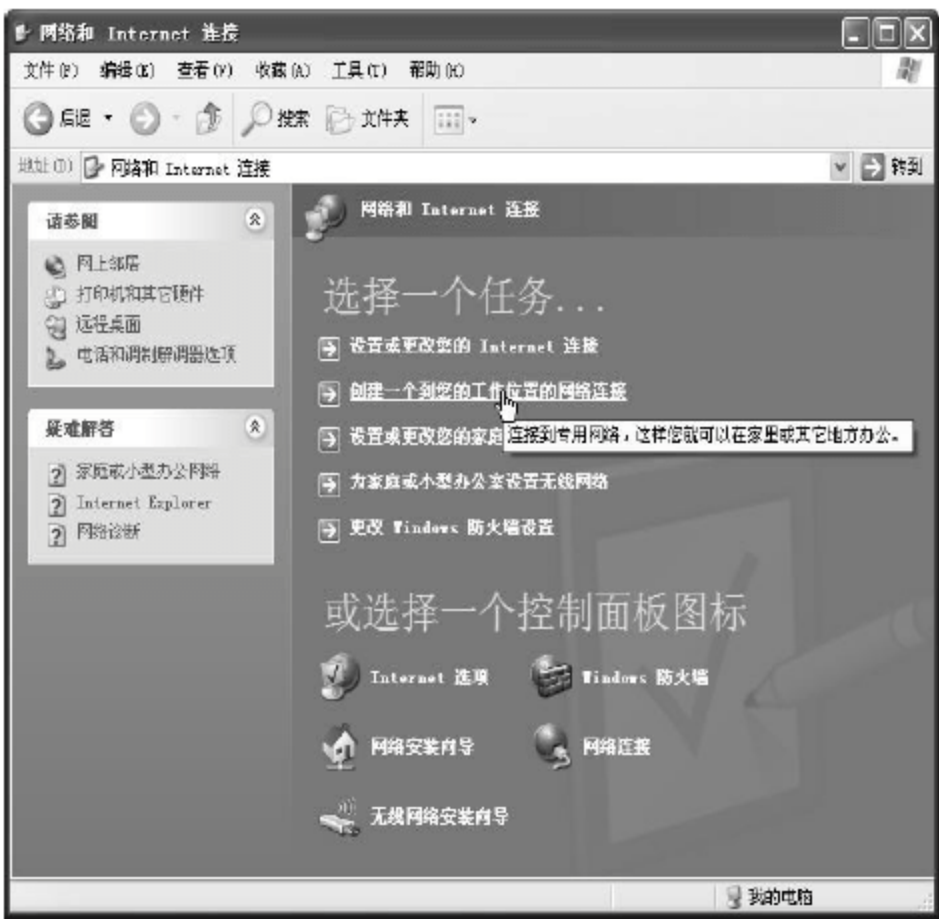 网络和 Internet 连接
文件(F) 编辑(E) 查看(V) 收藏(A) 工具(T) 帮助(H)
后退 搜索 文件夹
地址(D) 网络和 Internet 连接 转到
请参阅
网上邻居
打印机和其它硬件
远程桌面
电话和调制解调器选项
疑难解答
家庭或小型办公网络
Internet Explorer
网络诊断
网络和 Internet 连接
选择一个任务...
设置或更改您的 Internet 连接
创建一个到您的工作位置的网络连接
设置或更改您的家庭
连接到专用网络，这样您就可以在家里或其它地方办公。
为家庭或小型办公室设置无线网络
更改 Windows 防火墙设置
或选择一个控制面板图标
Internet 选项 Windows 防火墙
网络安装向导 网络连接
无线网络安装向导
我的电脑